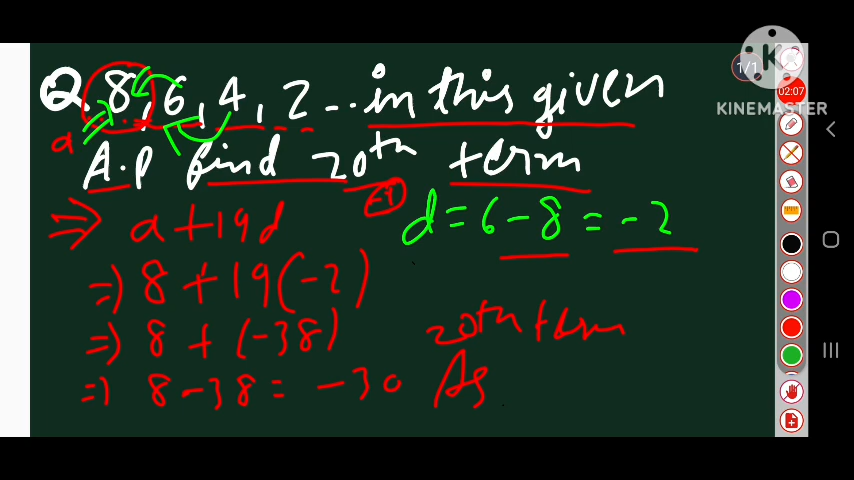 Q. 8, 6, 4, 2 -.. in this given
A.P find 20th term
a
-1
⇒ a + 19d
d = 6 - 8 = -2
⇒ 8 + 19(-2)
⇒ 8 + (-38)
20th term
⇒ 8 - 38 = -30 As
1/1
02:07
KINEMASTER